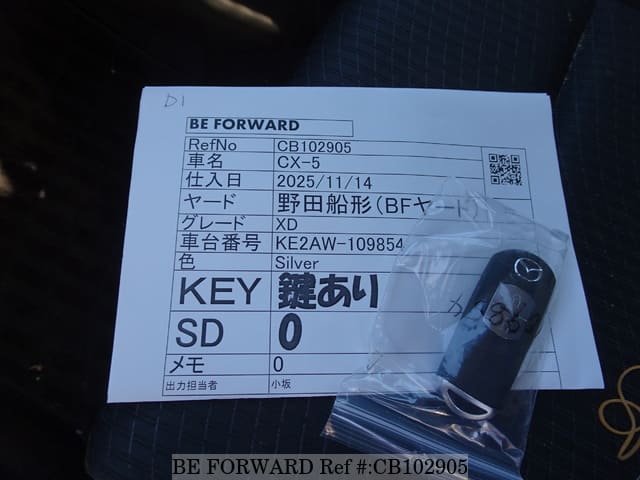 D1
BE FORWARD
RefNo CB102905
車名 CX-5
仕入日 2025/11/14
ヤード 野田船形(BFヤード)
グレード XD
車台番号 KE2AW-109854
色 Silver
KEY 鍵あり
SD 0
メモ 0
出力担当者 小坂
BE FORWARD Ref #:CB102905